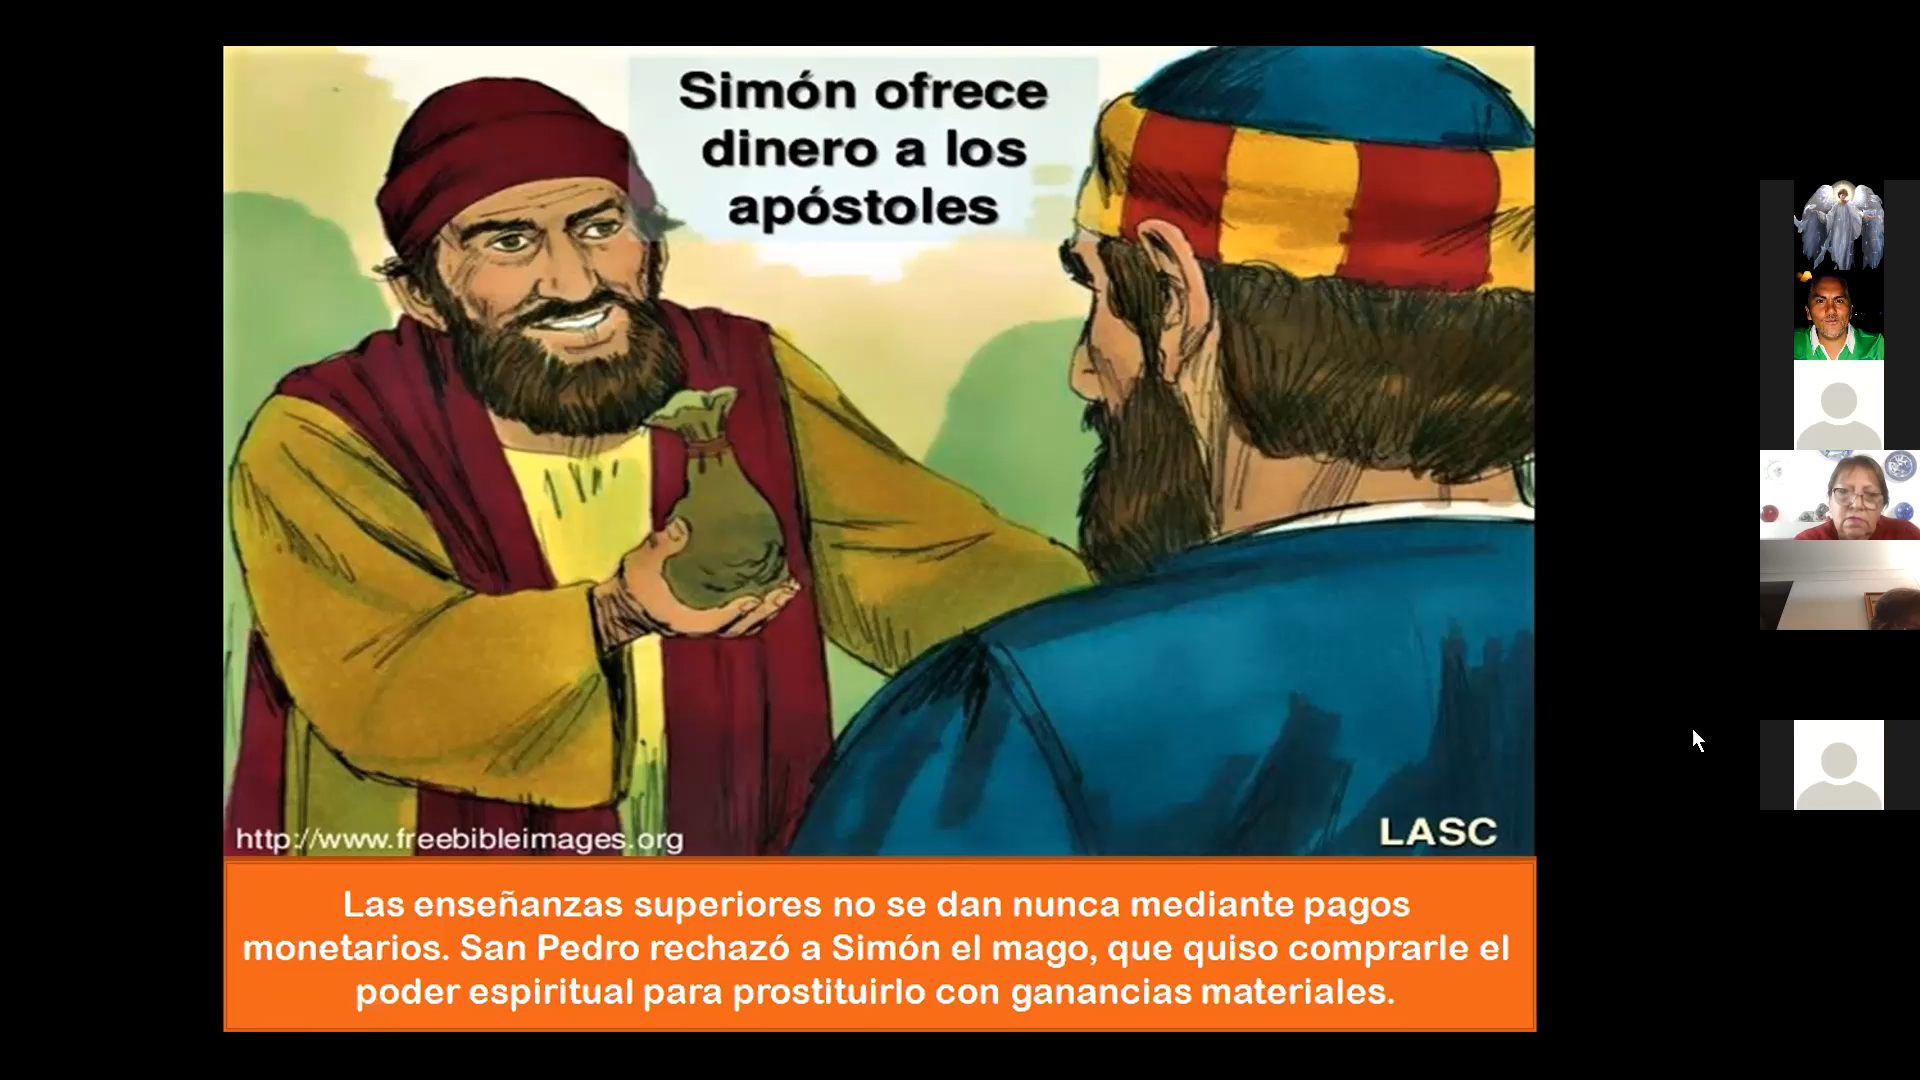 Simón ofrece
dinero a los
apóstoles
http://www.freebibleimages.org
LASC
Las enseñanzas superiores no se dan nunca mediante pagos
monetarios. San Pedro rechazó a Simón el mago, que quiso comprarle el
poder espiritual para prostituirlo con ganancias materiales.